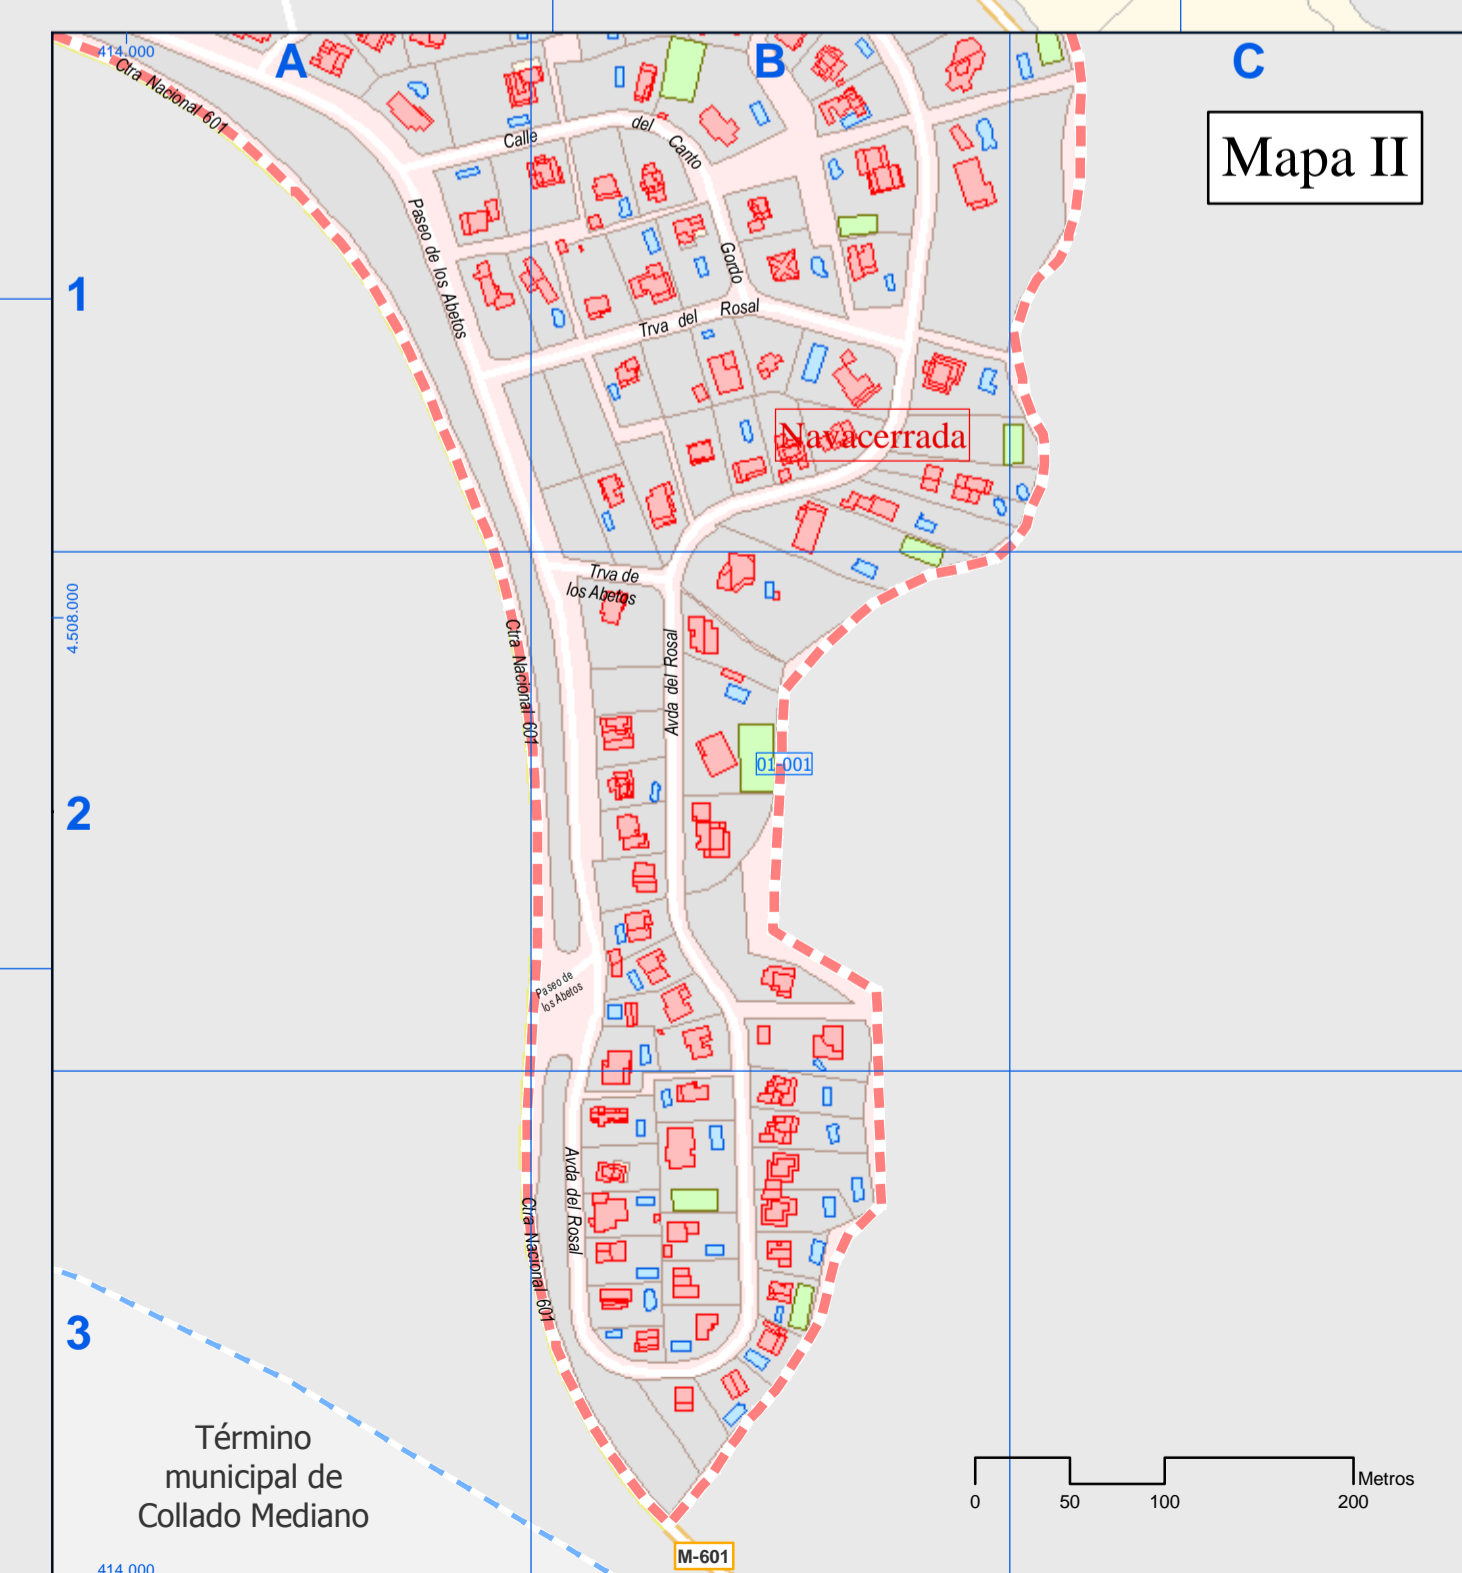 414.000
A
B
C
Mapa II
Ctra Nacional 601
Calle
del
Canto
Gordo
Paseo de los Abetos
1
Trva del Rosal
Navacerrada
Trva de
los Abetos
4.508.000
Ctra Nacional 601
Avda del Rosal
01-001
2
Paseo de
los Abetos
Avda del Rosal
Ctra Nacional 601
3
Término
municipal de
Collado Mediano
0 50 100 200 Metros
M-601
414.000